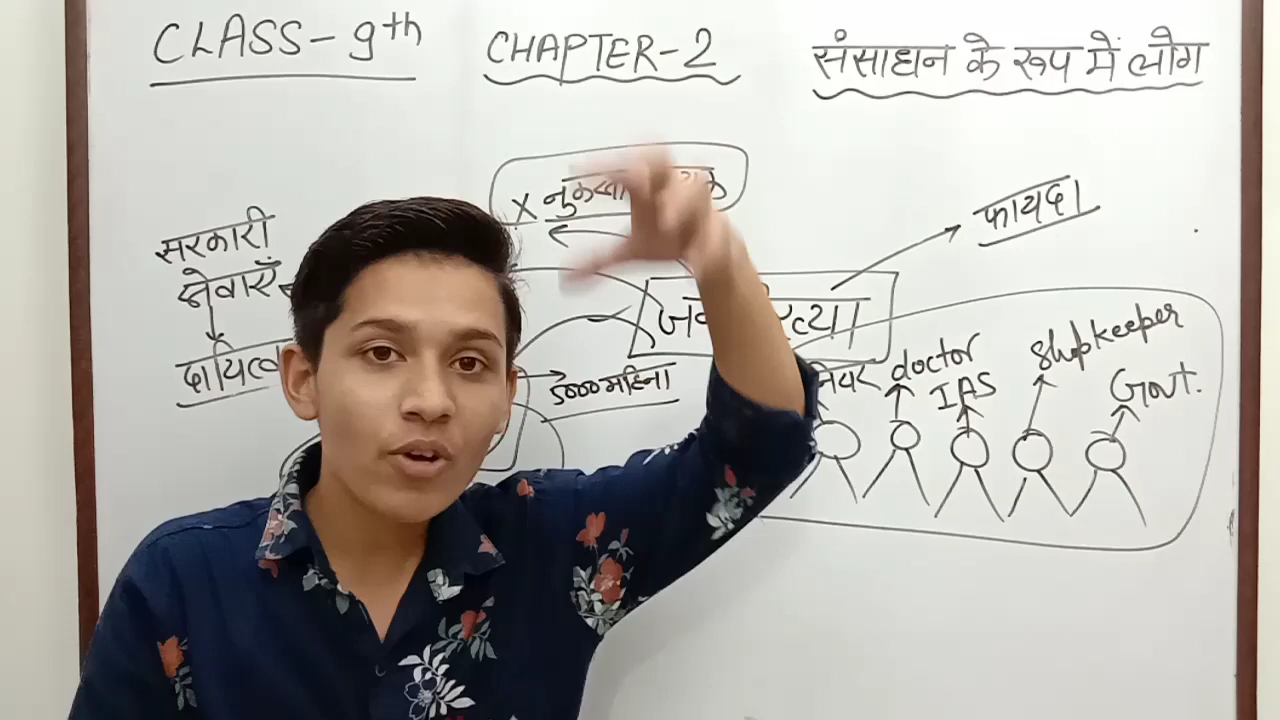 CLASS-9th
CHAPTER-2
संसाधन के रूप में लोग
X
फायदा
सरकारी
सेवाएँ
दायित्व
5000 महिना
doctor
IAS
Shopkeeper
Govt.